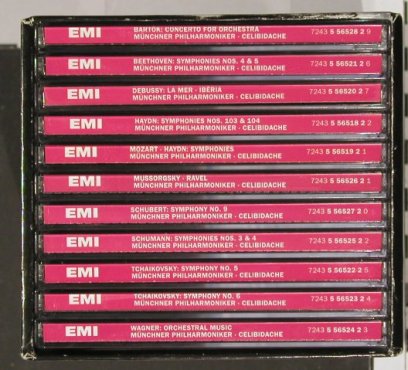 EMI BARTÓK: CONCERTO FOR ORCHESTRA
MÜNCHNER PHILHARMONIKER · CELIBIDACHE 7243 5 56528 2 9
EMI BEETHOVEN: SYMPHONIES NOS. 4 & 5
MÜNCHNER PHILHARMONIKER · CELIBIDACHE 7243 5 56521 2 6
EMI DEBUSSY: LA MER · IBÉRIA
MÜNCHNER PHILHARMONIKER · CELIBIDACHE 7243 5 56520 2 7
EMI HAYDN: SYMPHONIES NOS. 103 & 104
MÜNCHNER PHILHARMONIKER · CELIBIDACHE 7243 5 56518 2 2
EMI MOZART · HAYDN: SYMPHONIES
MÜNCHNER PHILHARMONIKER · CELIBIDACHE 7243 5 56519 2 1
EMI MUSSORGSKY · RAVEL
MÜNCHNER PHILHARMONIKER · CELIBIDACHE 7243 5 56526 2 1
EMI SCHUBERT: SYMPHONY NO. 9
MÜNCHNER PHILHARMONIKER · CELIBIDACHE 7243 5 56527 2 0
EMI SCHUMANN: SYMPHONIES NOS. 3 & 4
MÜNCHNER PHILHARMONIKER · CELIBIDACHE 7243 5 56525 2 2
EMI TCHAIKOVSKY: SYMPHONY NO. 5
MÜNCHNER PHILHARMONIKER · CELIBIDACHE 7243 5 56522 2 5
EMI TCHAIKOVSKY: SYMPHONY NO. 6
MÜNCHNER PHILHARMONIKER · CELIBIDACHE 7243 5 56523 2 4
EMI WAGNER: ORCHESTRAL MUSIC
MÜNCHNER PHILHARMONIKER · CELIBIDACHE 7243 5 56524 2 3